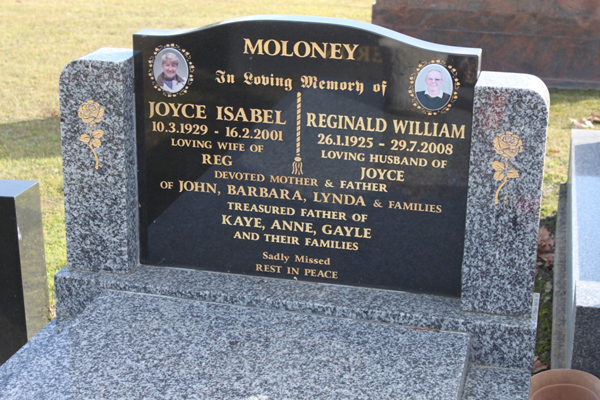 MOLONEY
In Loving Memory of
JOYCE ISABEL
10.3.1929 - 16.2.2001
LOVING WIFE OF
REG
REGINALD WILLIAM
26.1.1925 - 29.7.2008
LOVING HUSBAND OF
JOYCE
DEVOTED MOTHER & FATHER
OF JOHN, BARBARA, LYNDA & FAMILIES
TREASURED FATHER OF
KAYE, ANNE, GAYLE
AND THEIR FAMILIES
Sadly Missed
REST IN PEACE